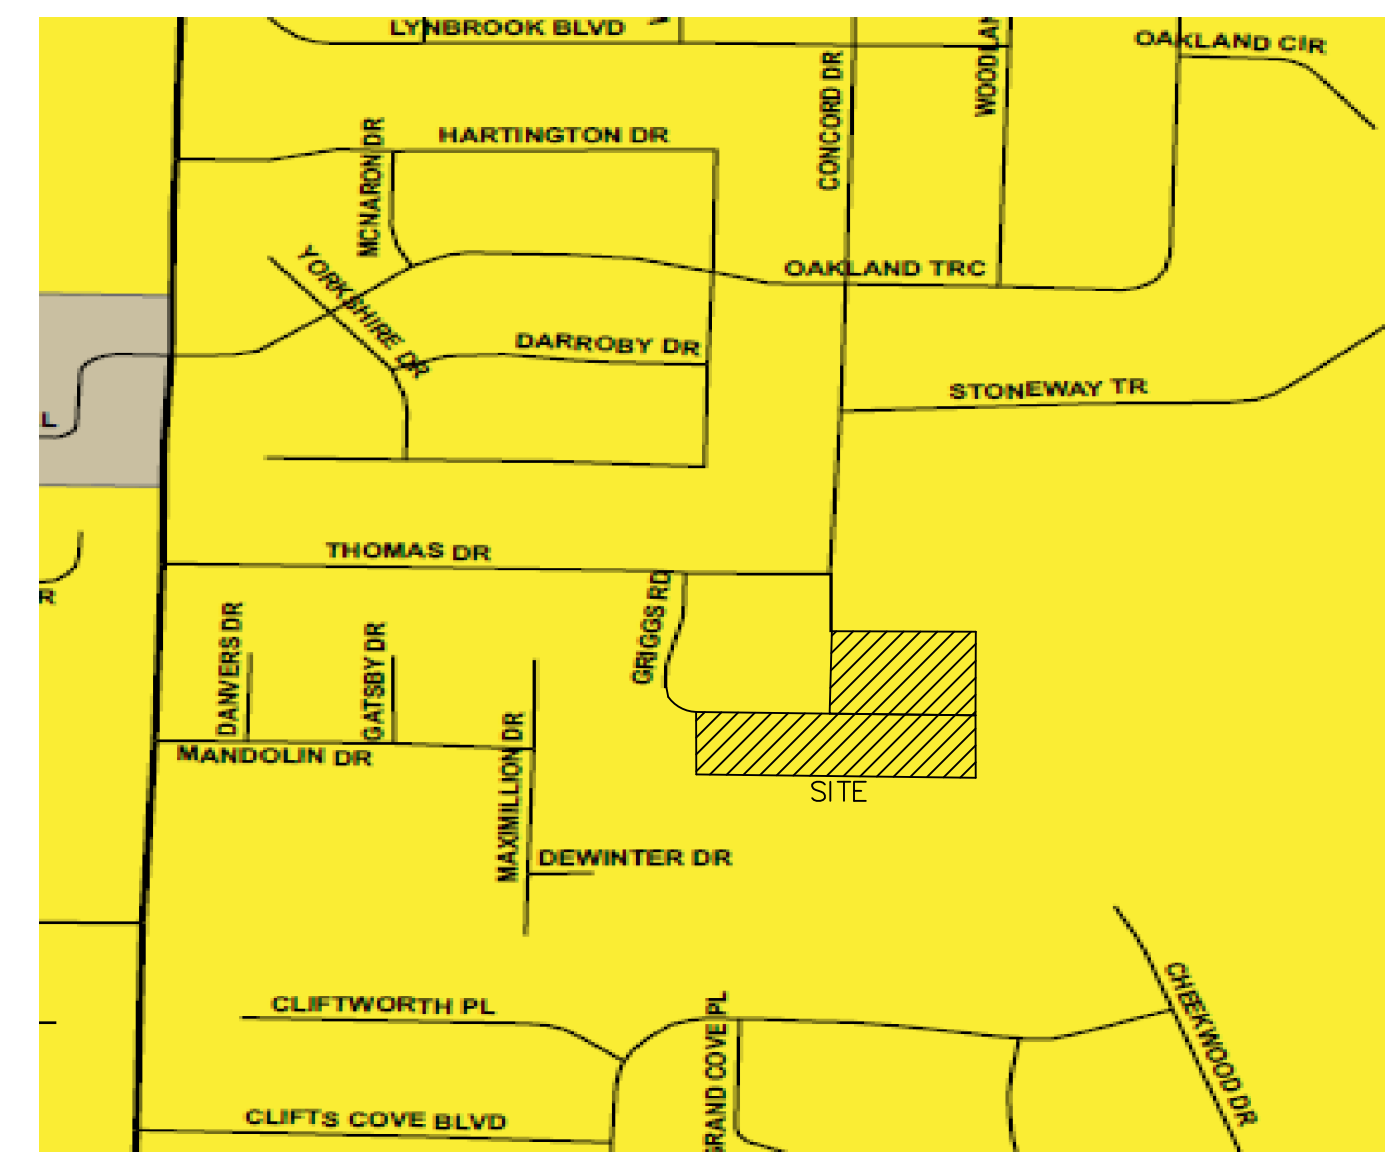 LYNBROOK BLVD
OAKLAND CIR
CONCORD DR
HARTINGTON DR
MCNARON DR
YORKSHIRE DR
OAKLAND TRC
DARROBY DR
STONEWAY TR
L
THOMAS DR
R
GRIGGS RD
DANVERS DR
GATSBY DR
MANDOLIN DR
MAXIMILLION DR
SITE
DEWINTER DR
CLIFTWORTH PL
GRAND COVE PL
CHEEKWOOD DR
CLIFTS COVE BLVD